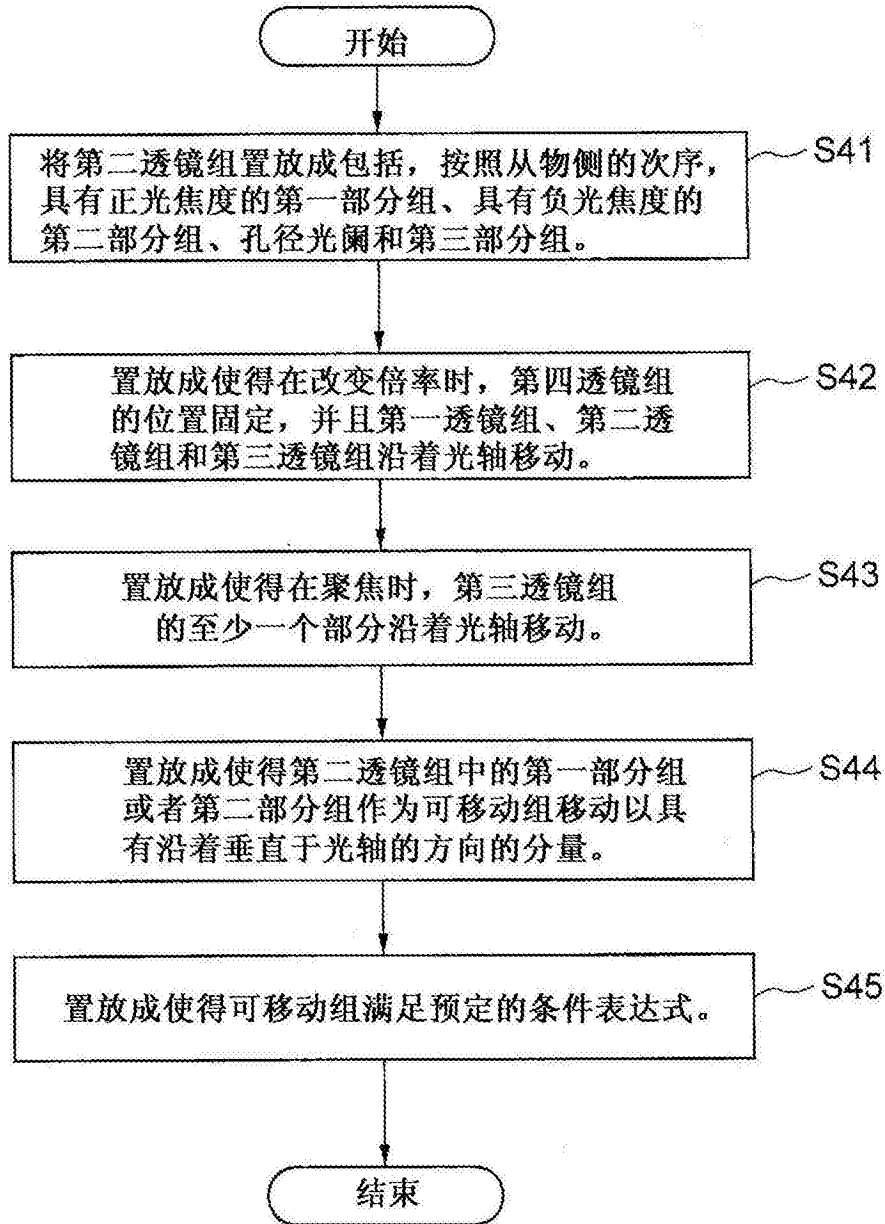 开始
将第二透镜组置放成包括，按照从物侧的次序，
具有正光焦度的第一部分组、具有负光焦度的
第二部分组、孔径光阑和第三部分组。
S41
置放成使得在改变倍率时，第四透镜组
的位置固定，并且第一透镜组、第二透
镜组和第三透镜组沿着光轴移动。
S42
置放成使得在聚焦时，第三透镜组
的至少一个部分沿着光轴移动。
S43
置放成使得第二透镜组中的第一部分组
或者第二部分组作为可移动组移动以具
有沿着垂直于光轴的方向的分量。
S44
置放成使得可移动组满足预定的条件表达式。
S45
结束